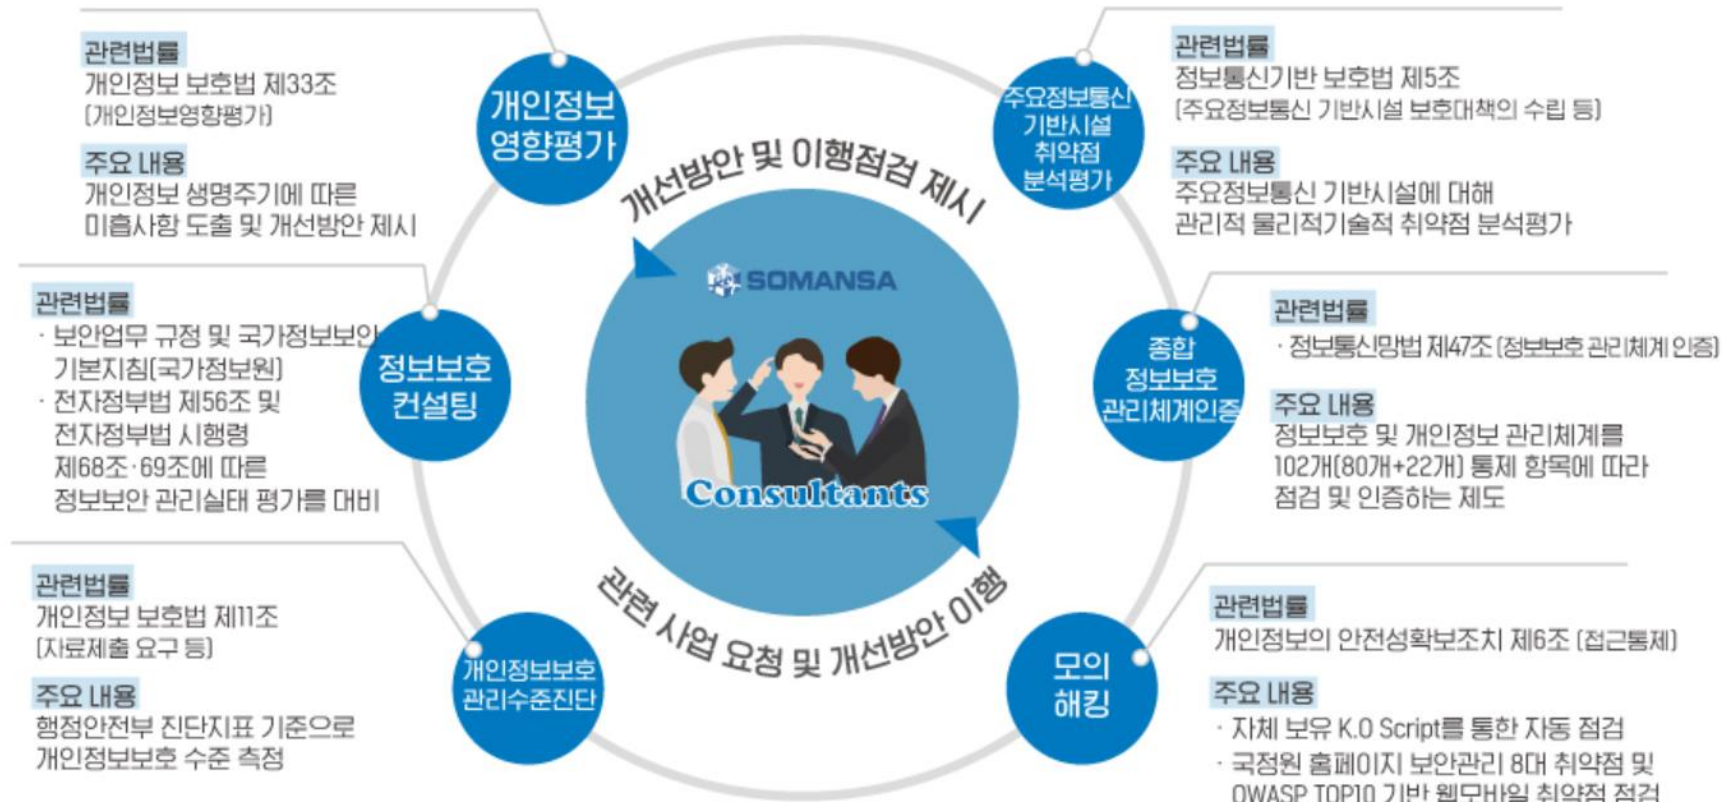 관련법률
개인정보 보호법 제33조
(개인정보영향평가)
주요 내용
개인정보 생명주기에 따른
미흡사항 도출 및 개선방안 제시
개인정보
영향평가
관련법률
· 보안업무 규정 및 국가정보보안
기본지침(국가정보원)
· 전자정부법 제56조 및
전자정부법 시행령
제68조·69조에 따른
정보보안 관리실태 평가를 대비
정보보호
컨설팅
관련법률
개인정보 보호법 제11조
(자료제출 요구 등)
주요 내용
행정안전부 진단지표 기준으로
개인정보보호 수준 측정
개인정보보호
관리수준진단
개선방안 및 이행점검 제시
SOMANSA
Consultants
관련 사업 요청 및 개선방안 이행
주요정보통신
기반시설
취약점
분석평가
관련법률
정보통신기반 보호법 제5조
(주요정보통신 기반시설 보호대책의 수립 등)
주요 내용
주요정보통신 기반시설에 대해
관리적 물리적기술적 취약점 분석평가
종합
정보보호
관리체계인증
관련법률
· 정보통신망법 제47조 (정보보호 관리체계 인증)
주요 내용
정보보호 및 개인정보 관리체계를
102개(80개+22개) 통제 항목에 따라
점검 및 인증하는 제도
모의
해킹
관련법률
개인정보의 안전성확보조치 제6조 (접근통제)
주요 내용
· 자체 보유 K.O Script를 통한 자동 점검
· 국정원 홈페이지 보안관리 8대 취약점 및
OWASP TOP10 기반 웹모바일 취약점 점검